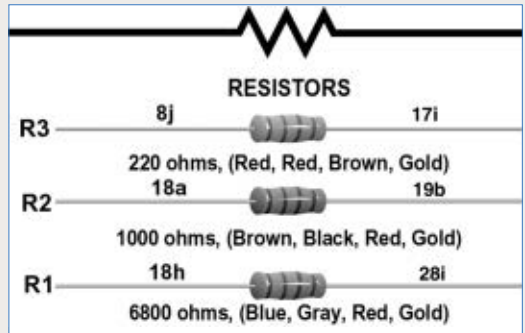 RESISTORS
8j 17i
R3
220 ohms, (Red, Red, Brown, Gold)
18a 19b
R2
1000 ohms, (Brown, Black, Red, Gold)
18h 28i
R1
6800 ohms, (Blue, Gray, Red, Gold)